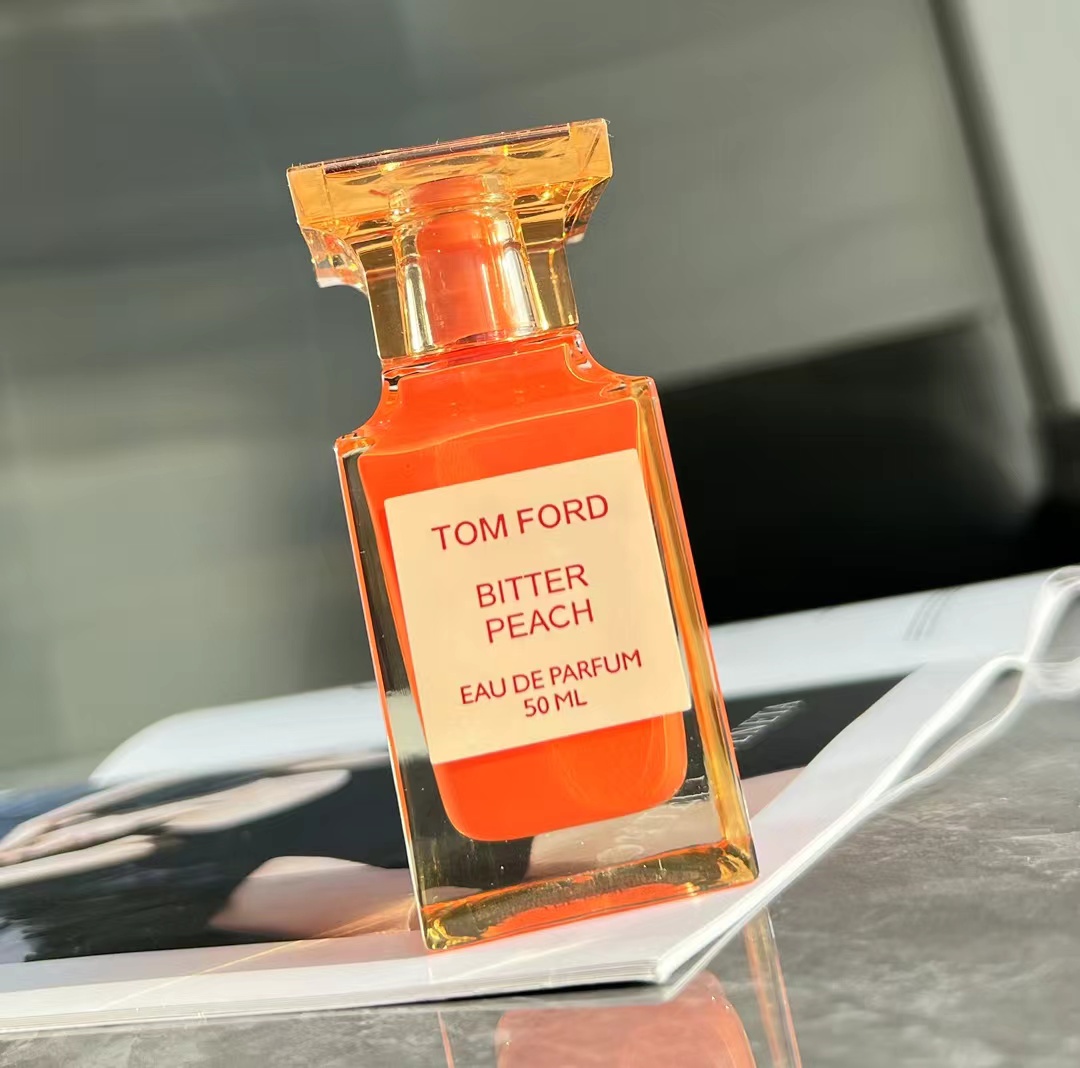 TOM FORD
BITTER
PEACH
EAU DE PARFUM
50 ML